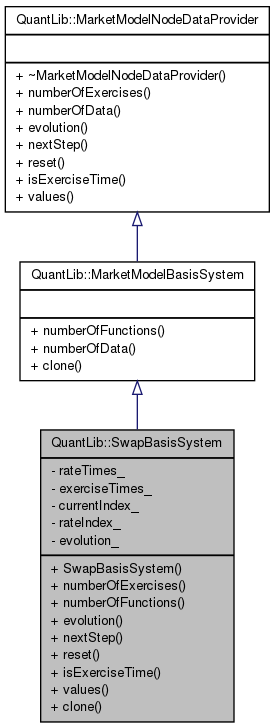 QuantLib::MarketModelNodeDataProvider
+ ~MarketModelNodeDataProvider()
+ numberOfExercises()
+ numberOfData()
+ evolution()
+ nextStep()
+ reset()
+ isExerciseTime()
+ values()
QuantLib::MarketModelBasisSystem
+ numberOfFunctions()
+ numberOfData()
+ clone()
QuantLib::SwapBasisSystem
- rateTimes_
- exerciseTimes_
- currentIndex_
- rateIndex_
- evolution_
+ SwapBasisSystem()
+ numberOfExercises()
+ numberOfFunctions()
+ evolution()
+ nextStep()
+ reset()
+ isExerciseTime()
+ values()
+ clone()